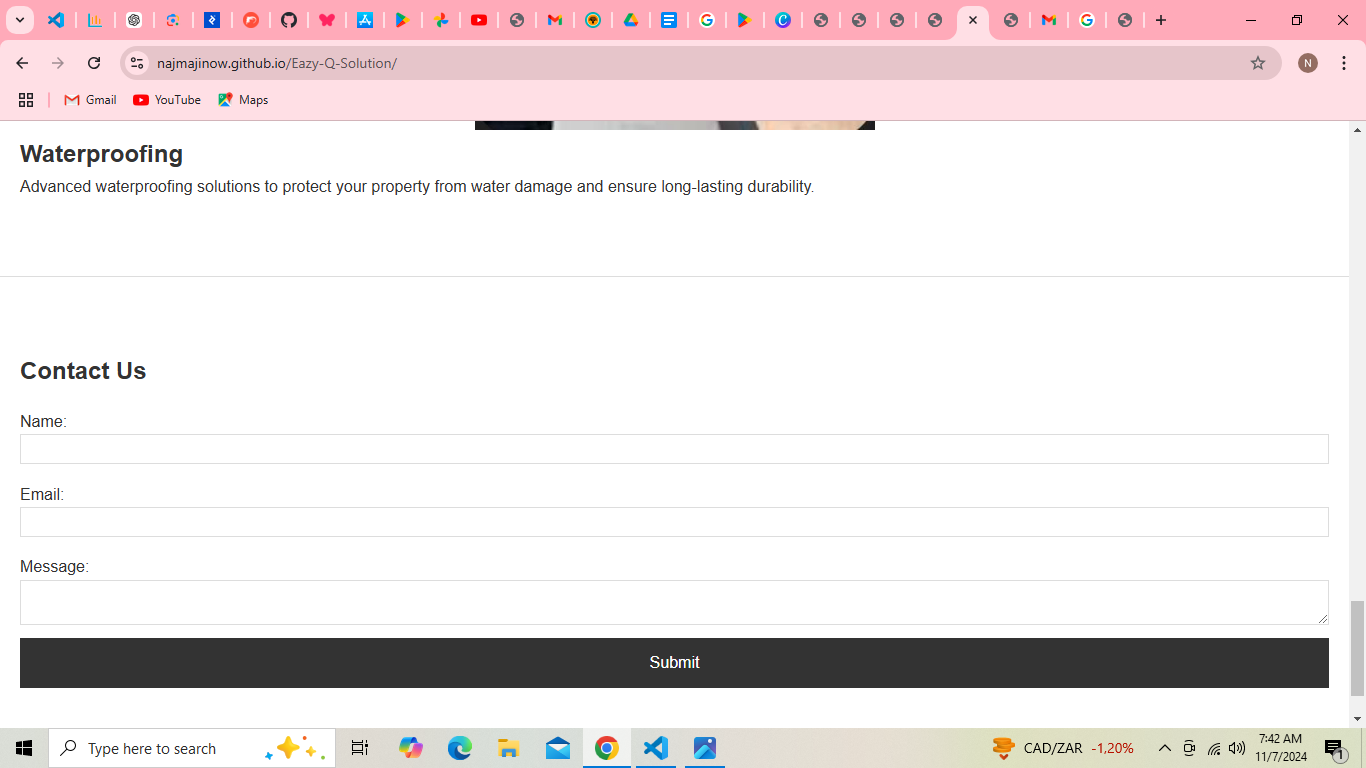 najmajinow.github.io/Eazy-Q-Solution/
N
Gmail
YouTube
Maps
Waterproofing
Advanced waterproofing solutions to protect your property from water damage and ensure long-lasting durability.
Contact Us
Name:
Email:
Message:
Submit
Type here to search
CAD/ZAR -1,20%
7:42 AM
11/7/2024
1